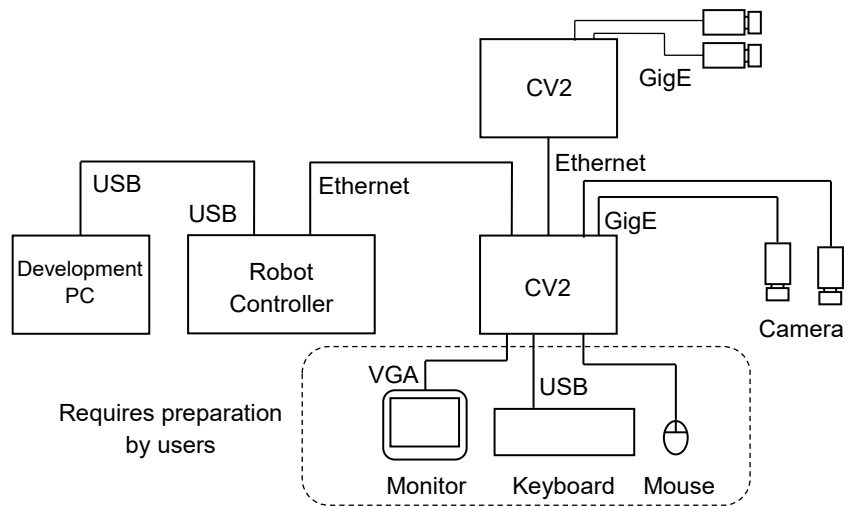 CV2
GigE
Ethernet
USB
Ethernet
USB
GigE
Development
PC
Robot
Controller
CV2
Camera
VGA
USB
Requires preparation
by users
Monitor
Keyboard
Mouse